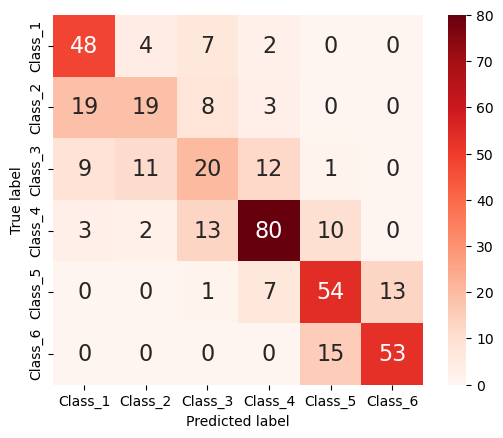 True label
Class_1 48 4 7 2 0 0
Class_2 19 19 8 3 0 0
Class_3 9 11 20 12 1 0
Class_4 3 2 13 80 10 0
Class_5 0 0 1 7 54 13
Class_6 0 0 0 0 15 53
Class_1 Class_2 Class_3 Class_4 Class_5 Class_6
Predicted label
80
70
60
50
40
30
20
10
0